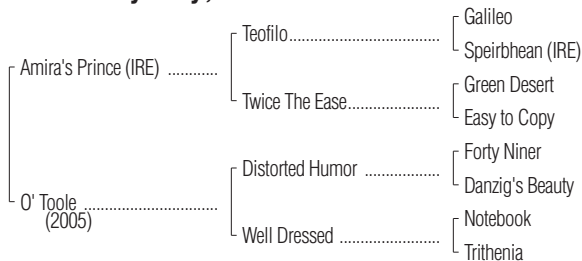 Galileo
Teofilo
Speirbhean (IRE)
Amira's Prince (IRE)
Green Desert
Twice The Ease
Easy to Copy
Forty Niner
Distorted Humor
Danzig's Beauty
O' Toole
(2005)
Notebook
Well Dressed
Trithenia